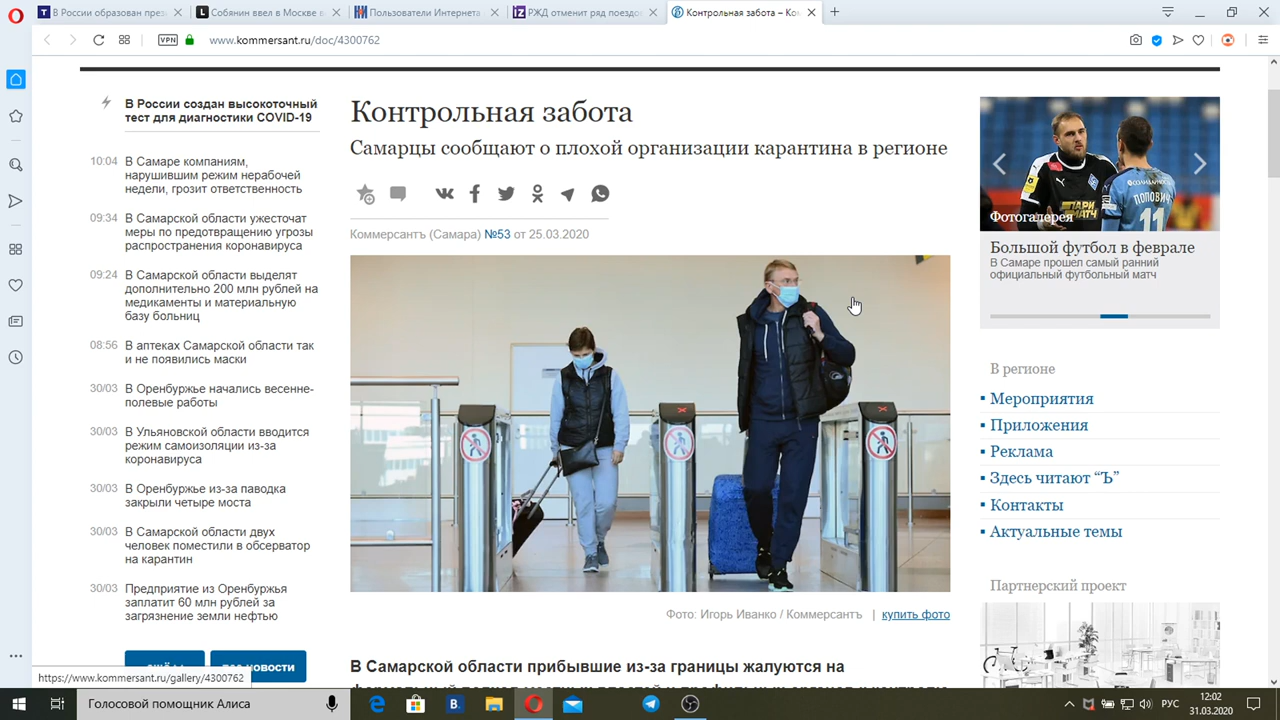 В России образован през
Собянин ввел в Москве в
Пользователи Интернета
РЖД отменит ряд поездо
Контрольная забота – Ко
VPN
www.kommersant.ru/doc/4300762
В России создан высокоточный
тест для диагностики COVID-19
10:04 В Самаре компаниям,
нарушившим режим нерабочей
недели, грозит ответственность
09:34 В Самарской области ужесточат
меры по предотвращению угрозы
распространения коронавируса
09:24 В Самарской области выделят
дополнительно 200 млн рублей на
медикаменты и материальную
базу больниц
08:56 В аптеках Самарской области так
и не появились маски
30/03 В Оренбуржье начались весенне-
полевые работы
30/03 В Ульяновской области вводится
режим самоизоляции из-за
коронавируса
30/03 В Оренбуржье из-за паводка
закрыли четыре моста
30/03 В Самарской области двух
человек поместили в обсерватор
на карантин
30/03 Предприятие из Оренбуржья
заплатит 60 млн рублей за
загрязнение земли нефтью
новости
https://www.kommersant.ru/gallery/4300762
Контрольная забота
Самарцы сообщают о плохой организации карантина в регионе
Коммерсантъ (Самара) №53 от 25.03.2020
Фото: Игорь Иванко / Коммерсантъ | купить фото
В Самарской области прибывшие из-за границы жалуются на
ПАРИ
МАТЧ
СОЛИДАРНОСТЬ
ПОПОВИЧ
11
Фотогалерея
Большой футбол в феврале
В Самаре прошел самый ранний
официальный футбольный матч
В регионе
Мероприятия
Приложения
Реклама
Здесь читают “Ъ”
Контакты
Актуальные темы
Партнерский проект
Голосовой помощник Алиса
РУС
12:02
31.03.2020